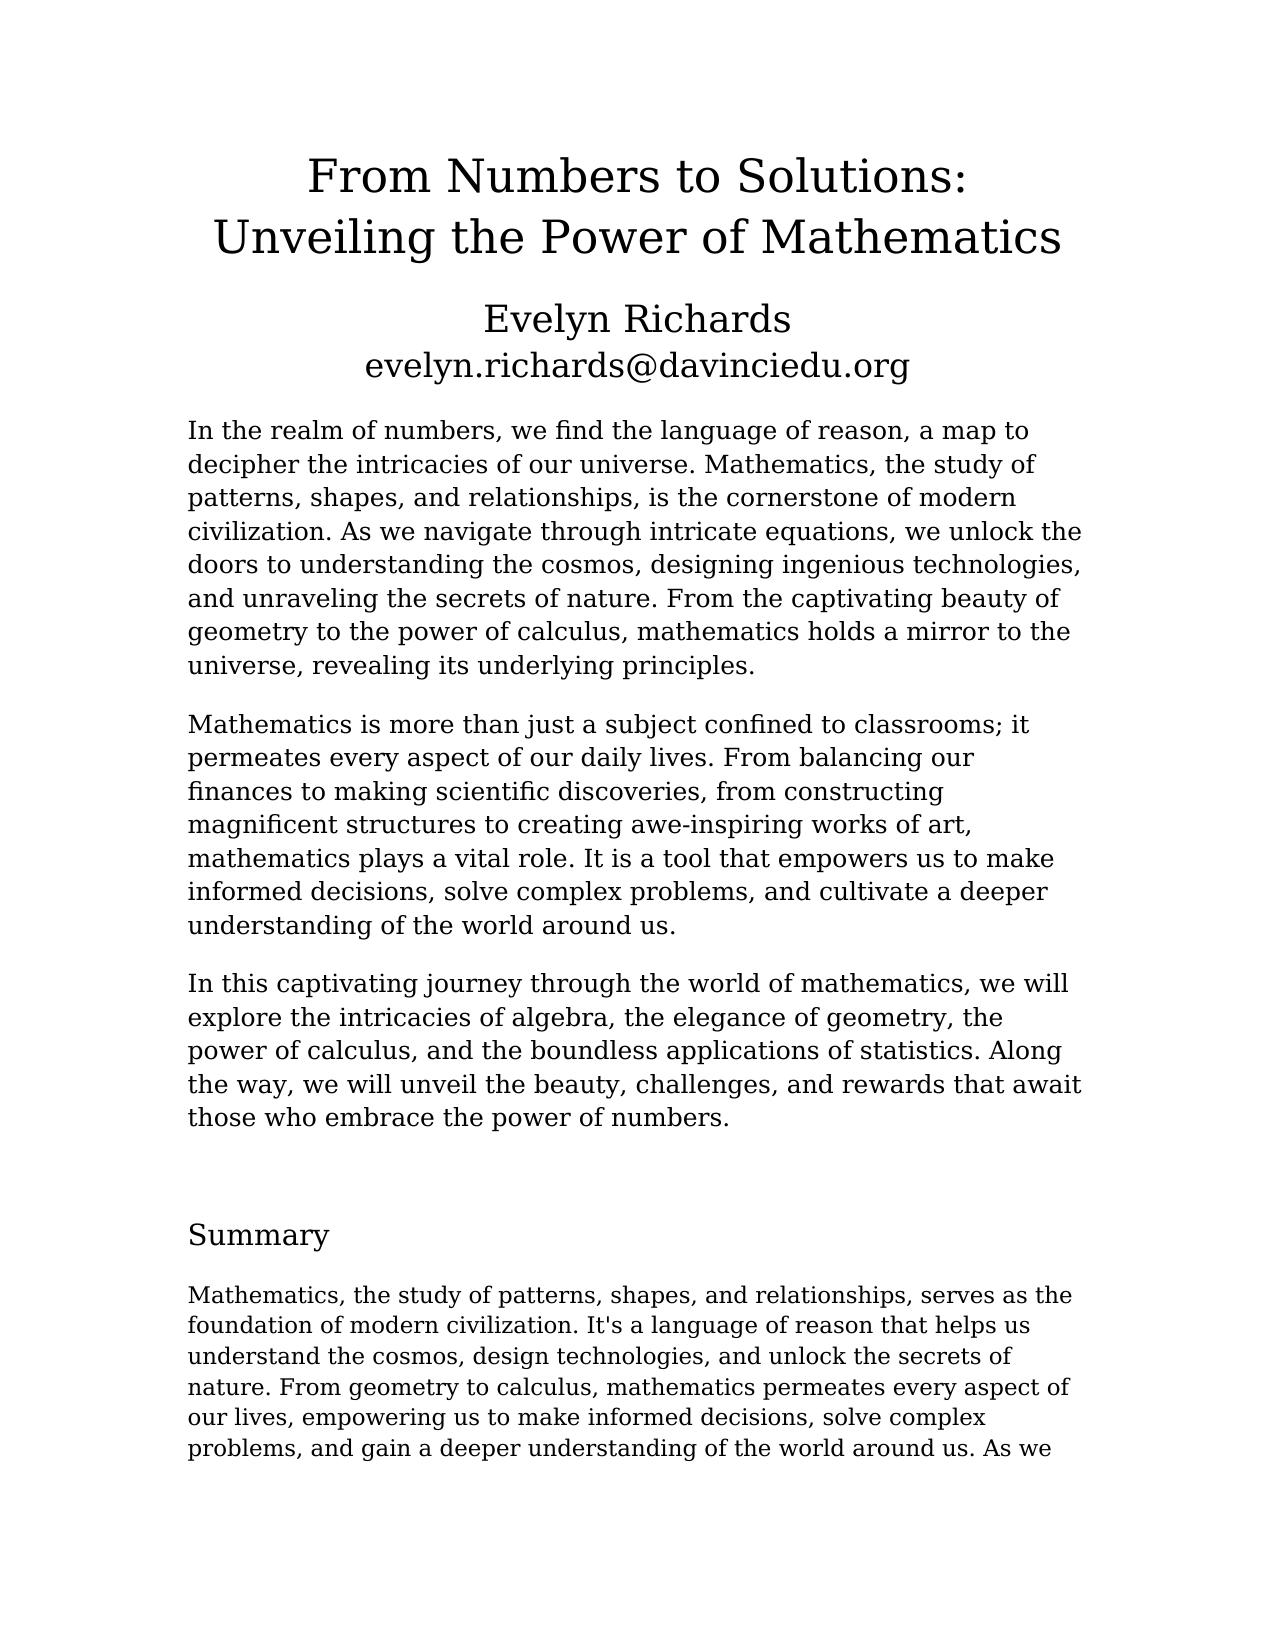 From Numbers to Solutions:
Unveiling the Power of Mathematics
Evelyn Richards
evelyn.richards@davinciedu.org
In the realm of numbers, we find the language of reason, a map to
decipher the intricacies of our universe. Mathematics, the study of
patterns, shapes, and relationships, is the cornerstone of modern
civilization. As we navigate through intricate equations, we unlock the
doors to understanding the cosmos, designing ingenious technologies,
and unraveling the secrets of nature. From the captivating beauty of
geometry to the power of calculus, mathematics holds a mirror to the
universe, revealing its underlying principles.
Mathematics is more than just a subject confined to classrooms; it
permeates every aspect of our daily lives. From balancing our
finances to making scientific discoveries, from constructing
magnificent structures to creating awe-inspiring works of art,
mathematics plays a vital role. It is a tool that empowers us to make
informed decisions, solve complex problems, and cultivate a deeper
understanding of the world around us.
In this captivating journey through the world of mathematics, we will
explore the intricacies of algebra, the elegance of geometry, the
power of calculus, and the boundless applications of statistics. Along
the way, we will unveil the beauty, challenges, and rewards that await
those who embrace the power of numbers.
Summary
Mathematics, the study of patterns, shapes, and relationships, serves as the
foundation of modern civilization. It's a language of reason that helps us
understand the cosmos, design technologies, and unlock the secrets of
nature. From geometry to calculus, mathematics permeates every aspect of
our lives, empowering us to make informed decisions, solve complex
problems, and gain a deeper understanding of the world around us. As we